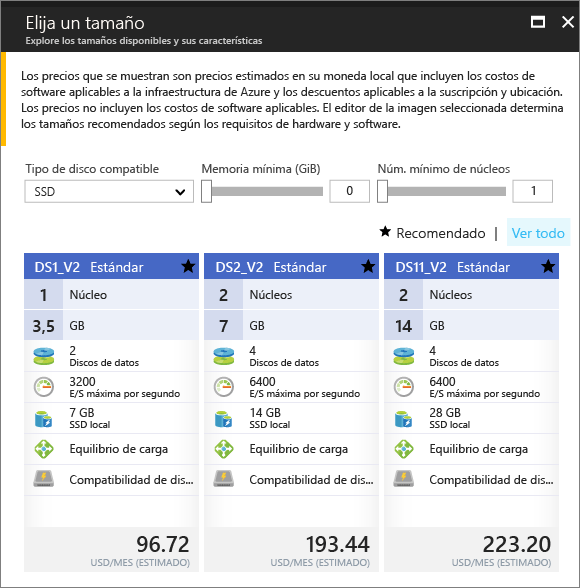 Elija un tamaño
Explore los tamaños disponibles y sus características
Los precios que se muestran son precios estimados en su moneda local que incluyen los costos de
software aplicables a la infraestructura de Azure y los descuentos aplicables a la suscripción y ubicación.
Los precios no incluyen los costos de software aplicables. El editor de la imagen seleccionada determina
los tamaños recomendados según los requisitos de hardware y software.
Tipo de disco compatible
Memoria mínima (GiB)
Núm. mínimo de núcleos
SSD
0
1
Recomendado | Ver todo
DS1_V2 Estándar
1 Núcleo
3,5 GB
2
Discos de datos
3200
E/S máxima por segundo
7 GB
SSD local
Equilibrio de carga
Compatibilidad de dis...
96.72
USD/MES (ESTIMADO)
DS2_V2 Estándar
2 Núcleos
7 GB
4
Discos de datos
6400
E/S máxima por segundo
14 GB
SSD local
Equilibrio de carga
Compatibilidad de dis...
193.44
USD/MES (ESTIMADO)
DS11_V2 Estándar
2 Núcleos
14 GB
4
Discos de datos
6400
E/S máxima por segundo
28 GB
SSD local
Equilibrio de carga
Compatibilidad de dis...
223.20
USD/MES (ESTIMADO)